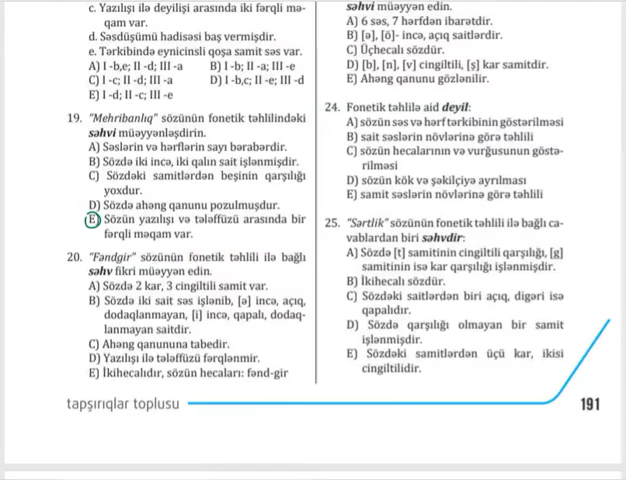 c. Yazılışı ilə deyilişi arasında iki fərqli mə-
qam var.
d. Səsdüşümü hadisəsi baş vermişdir.
e. Tərkibində eynicinsli qoşa samit səs var.
A) I -b,e; II -d; III -a B) I -b; II -a; III -e
C) I -c; II -d; III -a D) I -b,c; II -e; III -d
E) I -d; II -c; III -e
19. "Mehribanlıq" sözünün fonetik təhlilindəki
səhvi müəyyənləşdirin.
A) Səslərin və hərflərin sayı bərabərdir.
B) Sözdə iki incə, iki qalın sait işlənmişdir.
C) Sözdəki samitlərdən beşinin qarşılığı
yoxdur.
D) Sözdə ahəng qanunu pozulmuşdur.
E) Sözün yazılışı və tələffüzü arasında bir
fərqli məqam var.
20. "Fəndgir" sözünün fonetik təhlili ilə bağlı
səhv fikri müəyyən edin.
A) Sözdə 2 kar, 3 cingiltili samit var.
B) Sözdə iki sait səs işlənib, [ə] incə, açıq,
dodaqlanmayan, [i] incə, qapalı, dodaq-
lanmayan saitdir.
C) Ahəng qanununa tabedir.
D) Yazılışı ilə tələffüzü fərqlənmir.
E) İkihecalıdır, sözün hecaları: fənd-gir
səhvi müəyyən edin.
A) 6 səs, 7 hərfdən ibarətdir.
B) [ə], [ö]- incə, açıq saitlərdir.
C) Üçhecalı sözdür.
D) [b], [n], [v] cingiltili, [ş] kar samitdir.
E) Ahəng qanunu gözlənilir.
24. Fonetik təhlilə aid deyil:
A) sözün səs və hərf tərkibinin göstərilməsi
B) sait səslərin növlərinə görə təhlili
C) sözün hecalarının və vurğusunun göstə-
rilməsi
D) sözün kök və şəkilçiyə ayrılması
E) samit səslərin növlərinə görə təhlili
25. "Sərtlik" sözünün fonetik təhlili ilə bağlı ca-
vablardan biri səhvdir:
A) Sözdə [t] samitinin cingiltili qarşılığı, [g]
samitinin isə kar qarşılığı işlənmişdir.
B) İkihecalı sözdür.
C) Sözdəki saitlərdən biri açıq, digəri isə
qapalıdır.
D) Sözdə qarşılığı olmayan bir samit
işlənmişdir.
E) Sözdəki samitlərdən üçü kar, ikisi
cingiltilidir.
tapşırıqlar toplusu 191